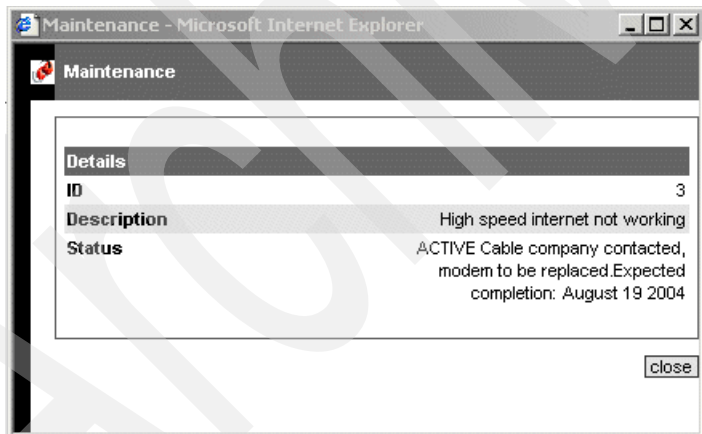 Maintenance - Microsoft Internet Explorer
Maintenance
Details
ID 3
Description High speed internet not working
Status ACTIVE Cable company contacted,
modem to be replaced.Expected
completion: August 19 2004
close